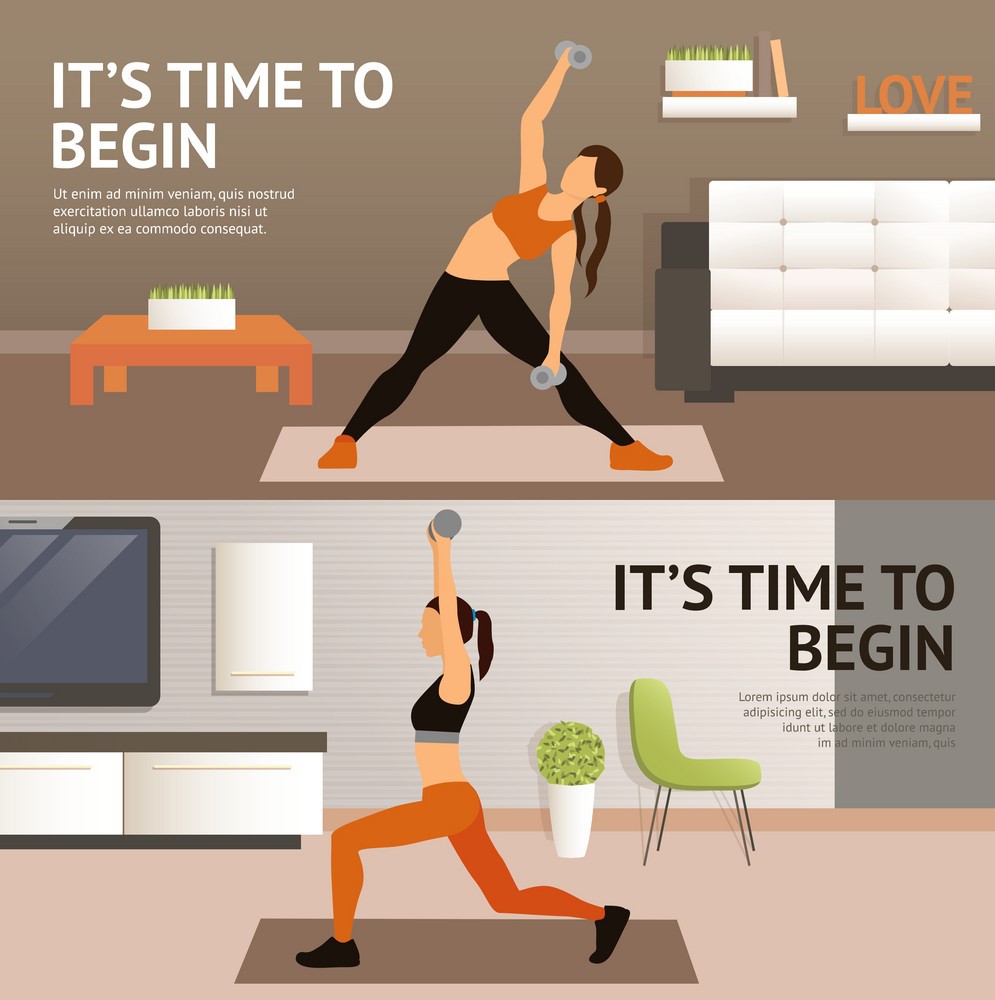 IT'S TIME TO
BEGIN
Ut enim ad minim veniam, quis nostrud
exercitation ullamco laboris nisi ut
aliquip ex ea commodo consequat.
LOVE
IT'S TIME TO
BEGIN
Lorem ipsum dolor sit amet, consectetur
adipisicing elit, sed do eiusmod tempor
idunt ut labore et dolore magna
im ad minim veniam, quis